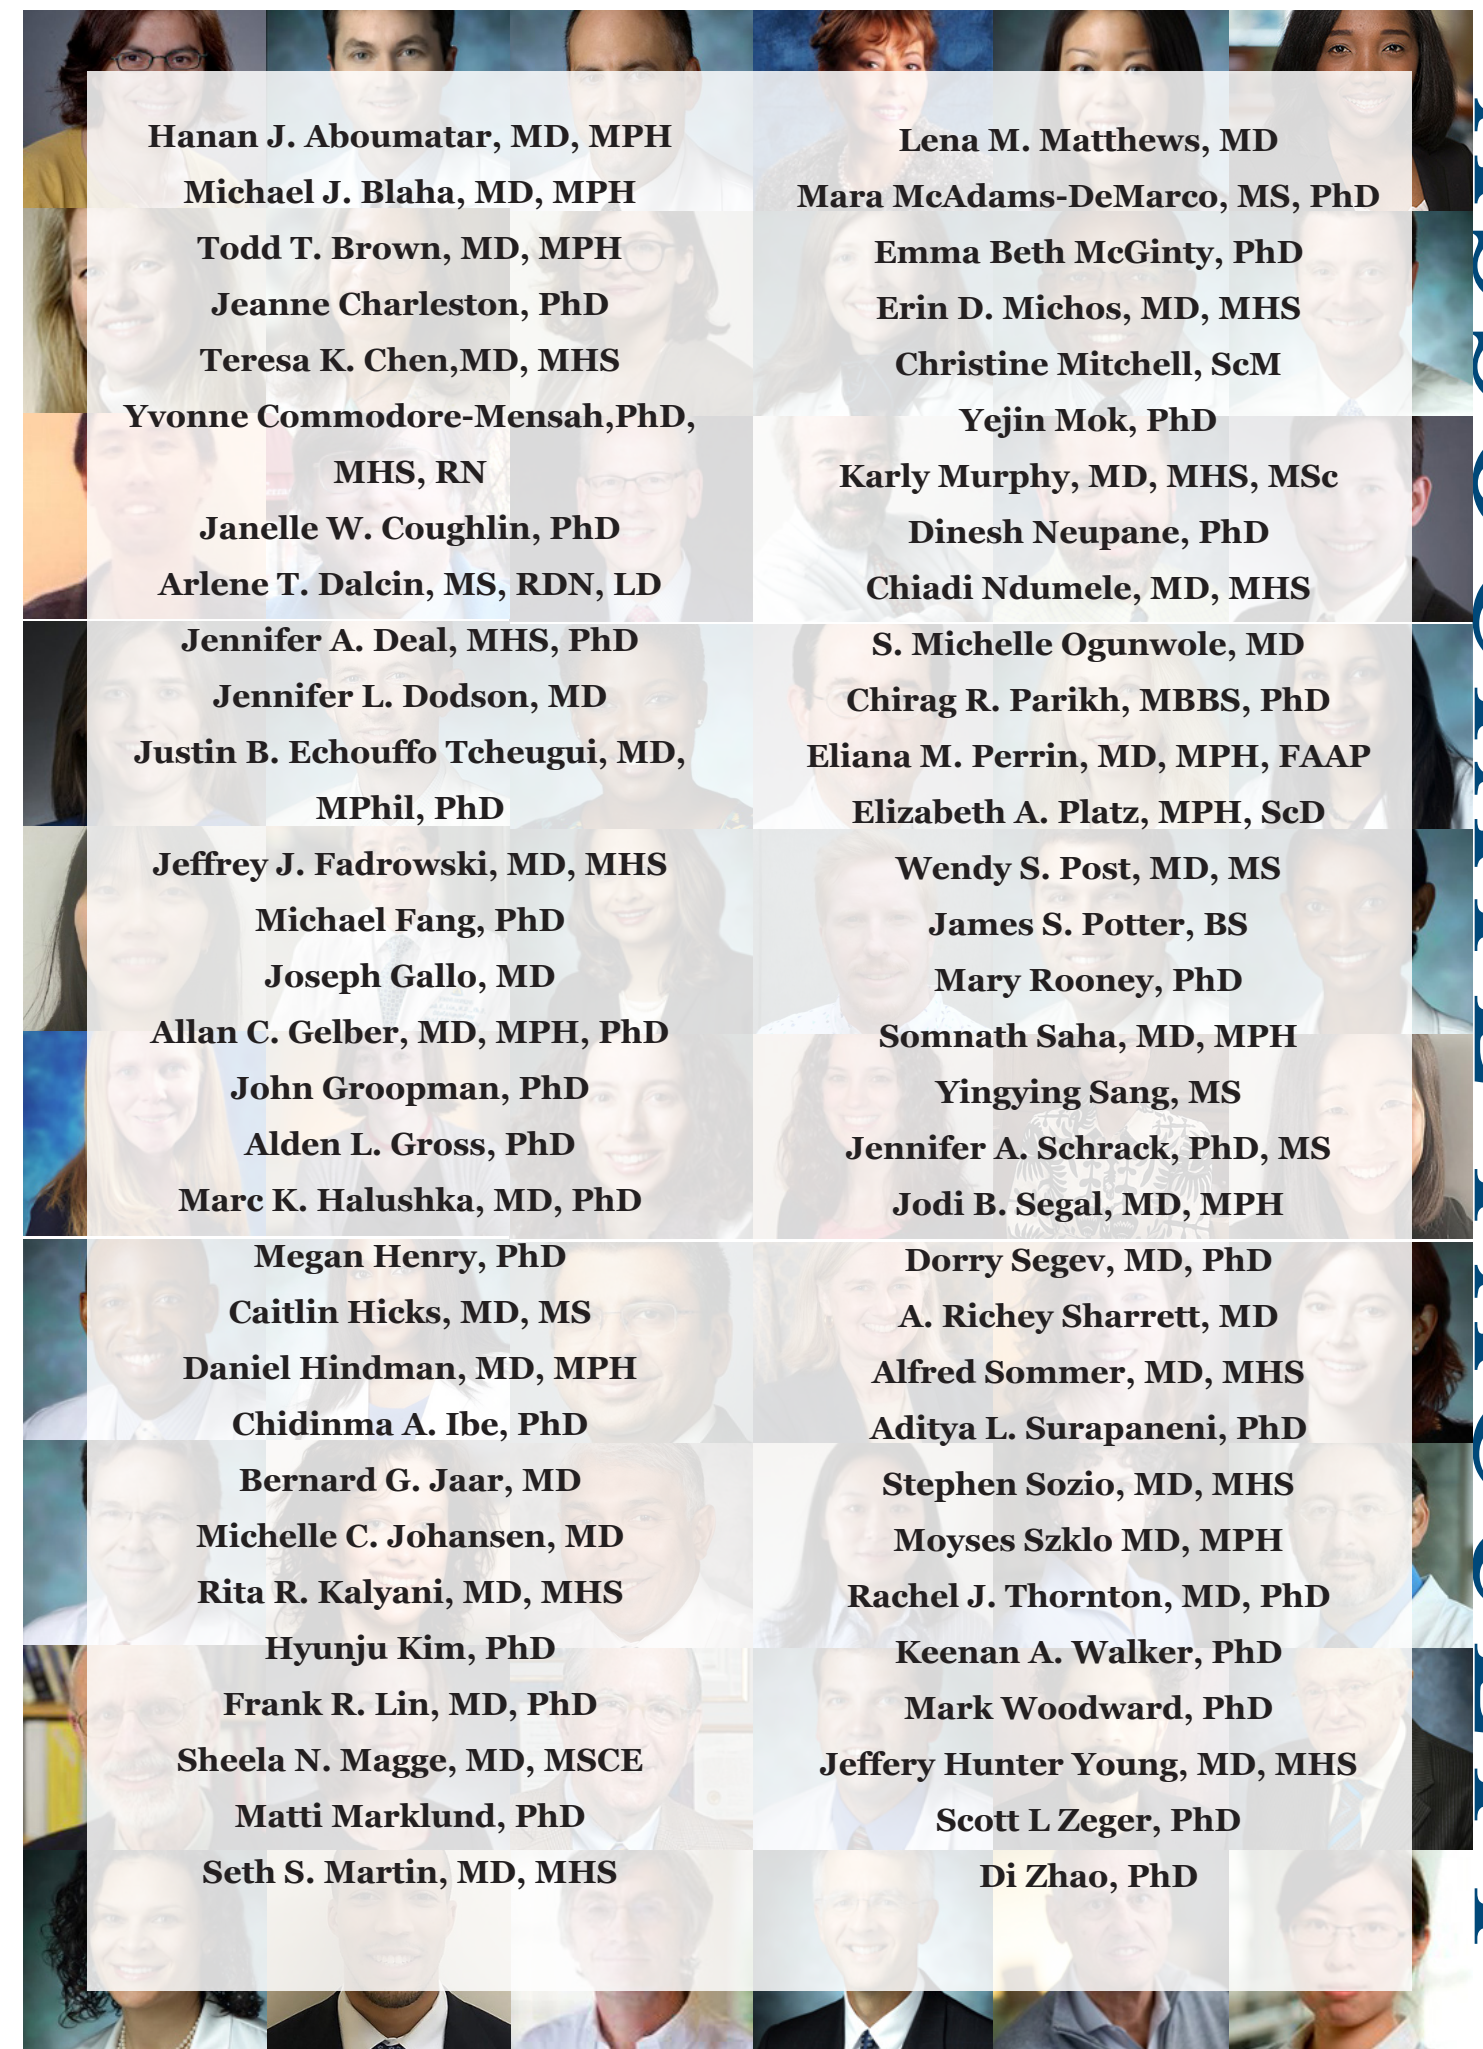 Hanan J. Aboumatar, MD, MPH
Michael J. Blaha, MD, MPH
Todd T. Brown, MD, MPH
Jeanne Charleston, PhD
Teresa K. Chen,MD, MHS
Yvonne Commodore-Mensah,PhD,
MHS, RN
Janelle W. Coughlin, PhD
Arlene T. Dalcin, MS, RDN, LD
Jennifer A. Deal, MHS, PhD
Jennifer L. Dodson, MD
Justin B. Echouffo Tcheugui, MD,
MPhil, PhD
Jeffrey J. Fadrowski, MD, MHS
Michael Fang, PhD
Joseph Gallo, MD
Allan C. Gelber, MD, MPH, PhD
John Groopman, PhD
Alden L. Gross, PhD
Marc K. Halushka, MD, PhD
Megan Henry, PhD
Caitlin Hicks, MD, MS
Daniel Hindman, MD, MPH
Chidinma A. Ibe, PhD
Bernard G. Jaar, MD
Michelle C. Johansen, MD
Rita R. Kalyani, MD, MHS
Hyunju Kim, PhD
Frank R. Lin, MD, PhD
Sheela N. Magge, MD, MSCE
Matti Marklund, PhD
Seth S. Martin, MD, MHS
Lena M. Matthews, MD
Mara McAdams-DeMarco, MS, PhD
Emma Beth McGinty, PhD
Erin D. Michos, MD, MHS
Christine Mitchell, ScM
Yejin Mok, PhD
Karly Murphy, MD, MHS, MSc
Dinesh Neupane, PhD
Chiadi Ndumele, MD, MHS
S. Michelle Ogunwole, MD
Chirag R. Parikh, MBBS, PhD
Eliana M. Perrin, MD, MPH, FAAP
Elizabeth A. Platz, MPH, ScD
Wendy S. Post, MD, MS
James S. Potter, BS
Mary Rooney, PhD
Somnath Saha, MD, MPH
Yingying Sang, MS
Jennifer A. Schrack, PhD, MS
Jodi B. Segal, MD, MPH
Dorry Segev, MD, PhD
A. Richey Sharrett, MD
Alfred Sommer, MD, MHS
Aditya L. Surapaneni, PhD
Stephen Sozio, MD, MHS
Moyses Szklo MD, MPH
Rachel J. Thornton, MD, PhD
Keenan A. Walker, PhD
Mark Woodward, PhD
Jeffery Hunter Young, MD, MHS
Scott L Zeger, PhD
Di Zhao, PhD